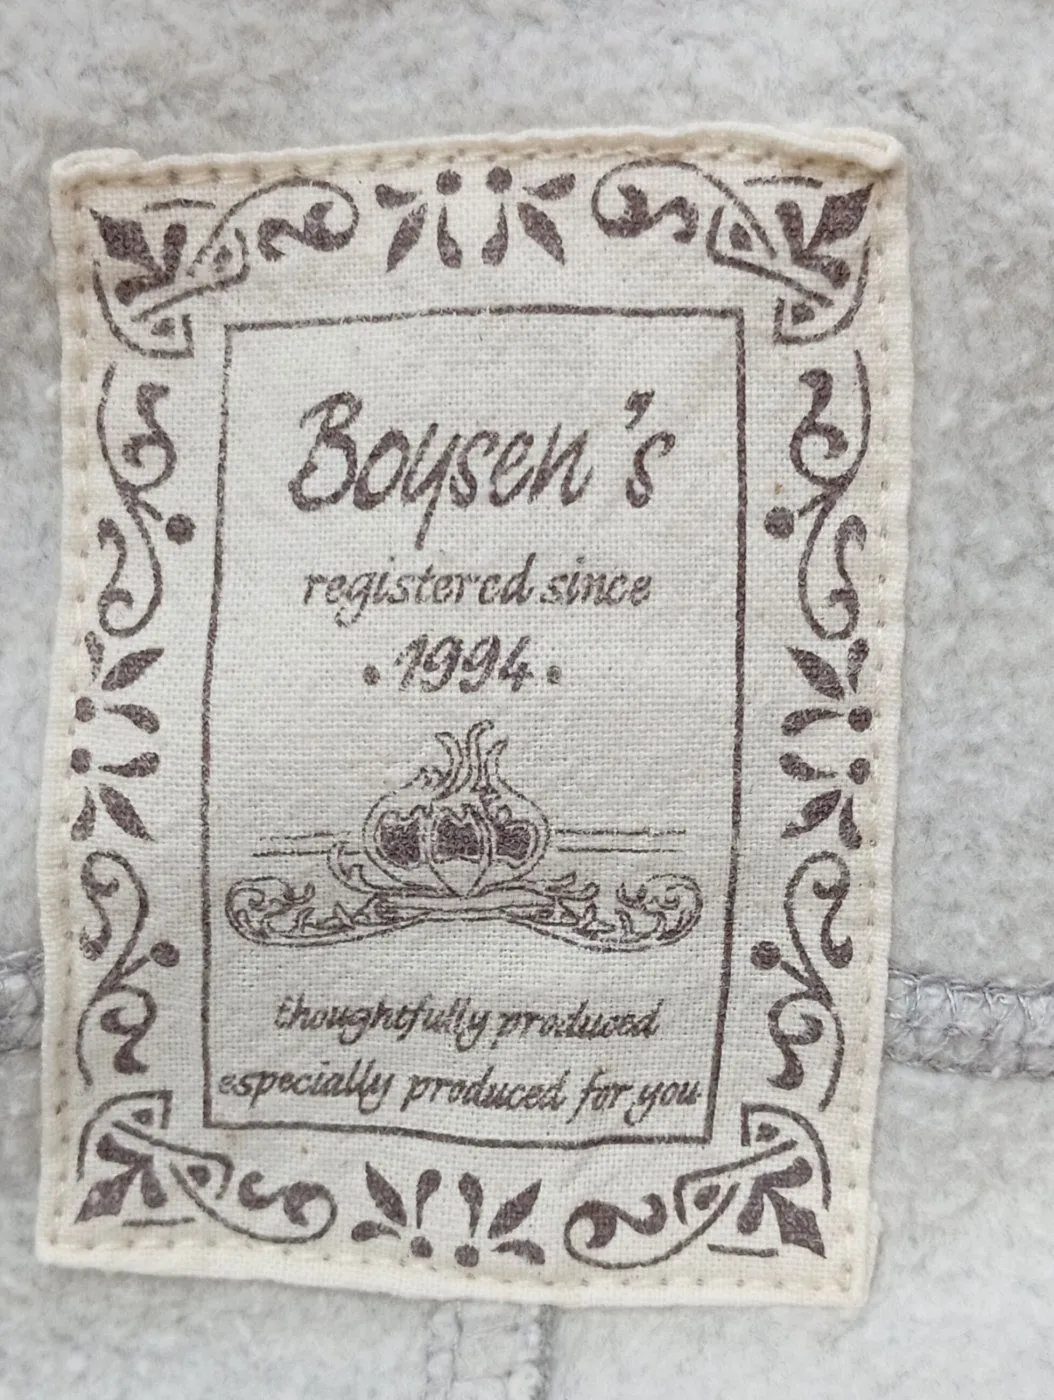 Boysen's
registered since
• 1994 •
thoughtfully produced
especially produced for you